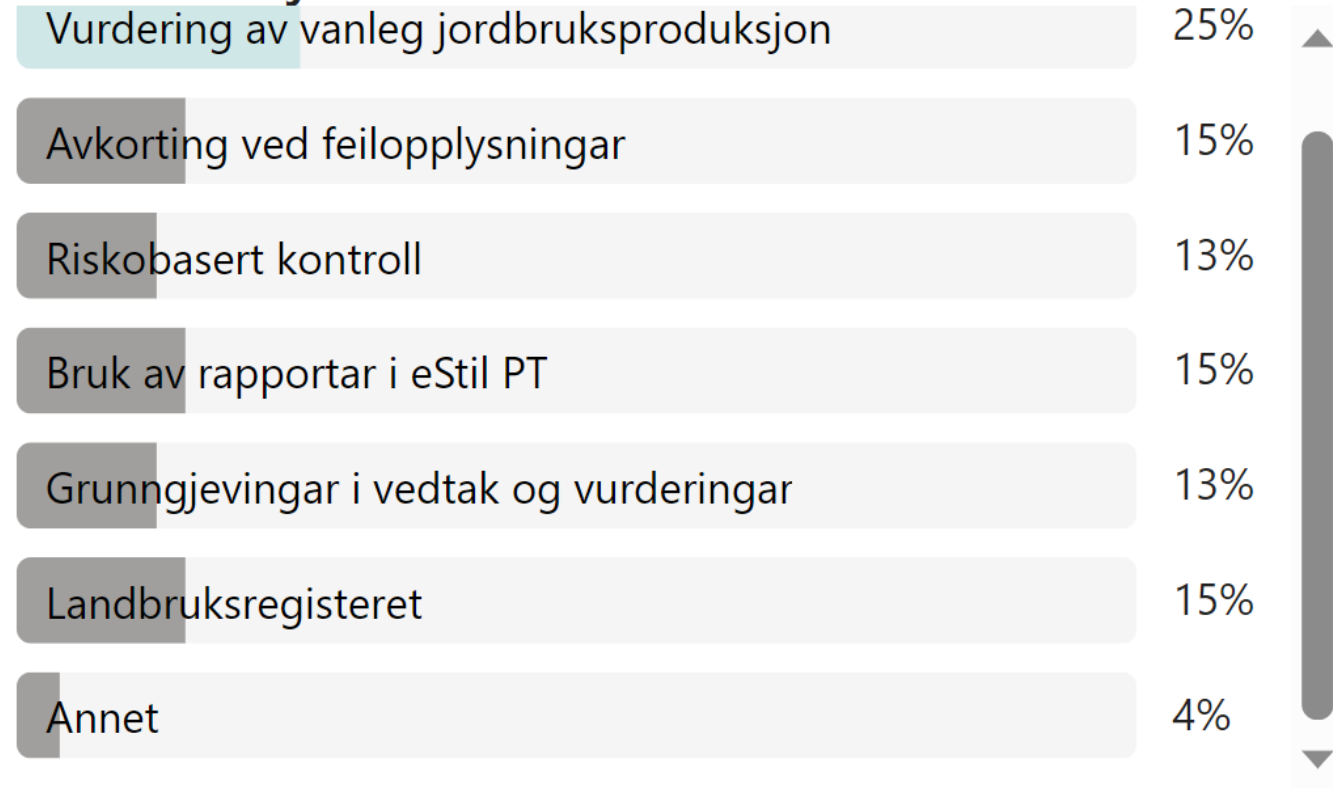 Vurdering av vanleg jordbruksproduksjon 25%
Avkorting ved feilopplysningar 15%
Riskobasert kontroll 13%
Bruk av rapportar i eStil PT 15%
Grunngjevingar i vedtak og vurderingar 13%
Landbruksregisteret 15%
Annet 4%